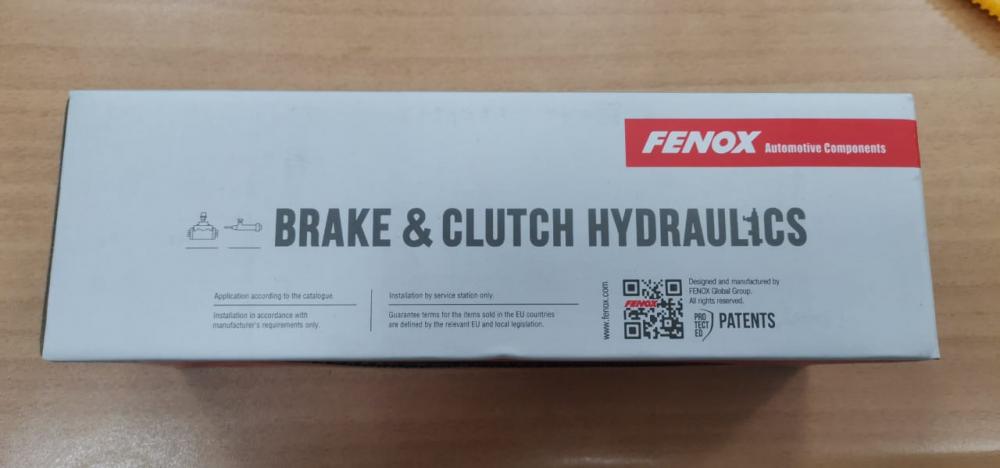 FENOX Automotive Components
BRAKE & CLUTCH HYDRAULICS
Application according to the catalogue.
Installation in accordance with
manufacturer's requirements only.
Installation by service station only.
Guarantee terms for the items sold in the EU countries
are defined by the relevant EU and local legislation.
www.fenox.com
FENOX
Designed and manufactured by
FENOX Global Group.
All rights reserved.
PRO
TECT
ED
PATENTS